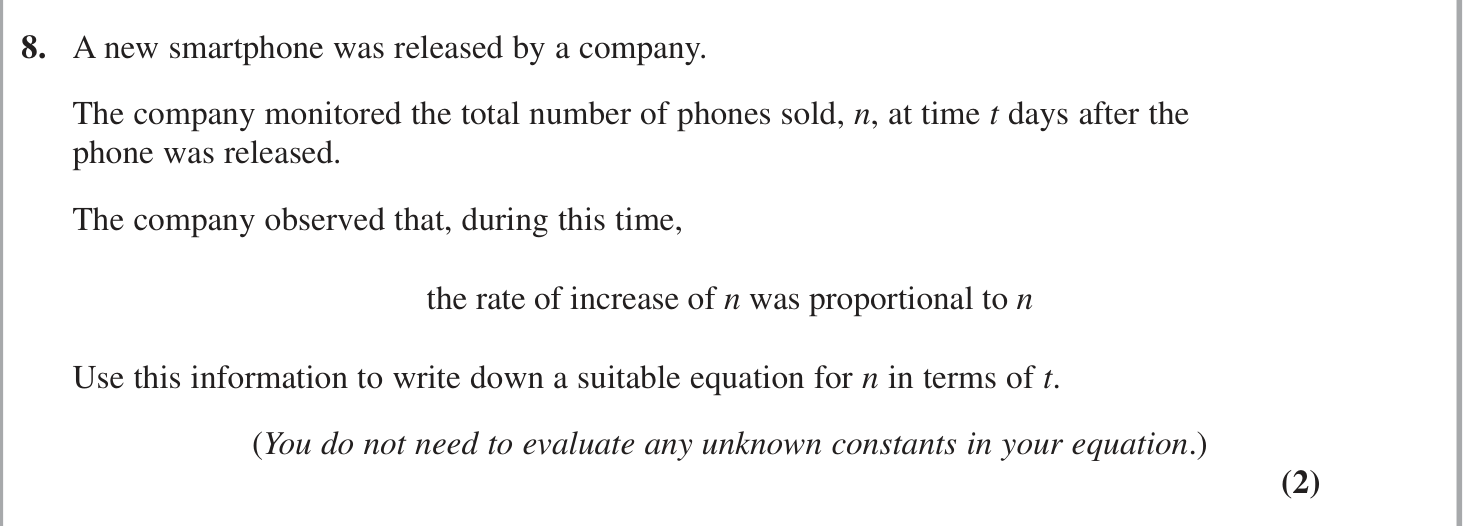 8. A new smartphone was released by a company.
The company monitored the total number of phones sold, n, at time t days after the
phone was released.
The company observed that, during this time,
the rate of increase of n was proportional to n
Use this information to write down a suitable equation for n in terms of t.
(You do not need to evaluate any unknown constants in your equation.)
(2)